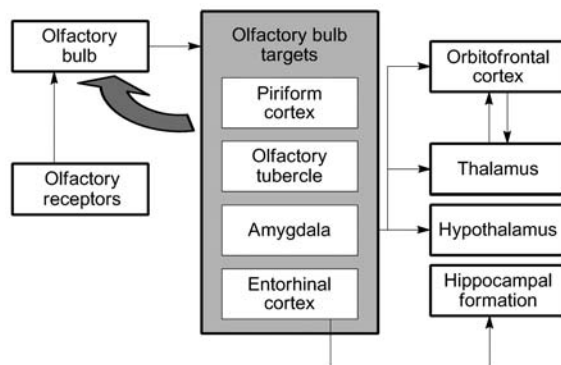 Olfactory
bulb
Olfactory
receptors
Olfactory bulb
targets
Piriform
cortex
Olfactory
tubercle
Amygdala
Entorhinal
cortex
Orbitofrontal
cortex
Thalamus
Hypothalamus
Hippocampal
formation